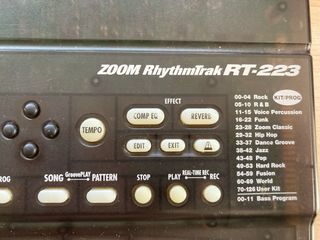 ZOOM RhythmTrak RT-223
EFFECT
COMP EQ
REVERB
TEMPO
EDIT
EXIT
KIT/PROG
00-04 Rock
05-10 R & B
11-15 Voice Percussion
16-22 Funk
23-28 Zoom Classic
29-32 Hip Hop
33-37 Dance Groove
38-42 Jazz
43-48 Pop
49-53 Hard Rock
54-59 Fusion
60-69 World
70-126 User Kit
00-11 Bass Program
ROG
SONG
GroovePLAY
PATTERN
STOP
PLAY
REAL-TIME REC
REC